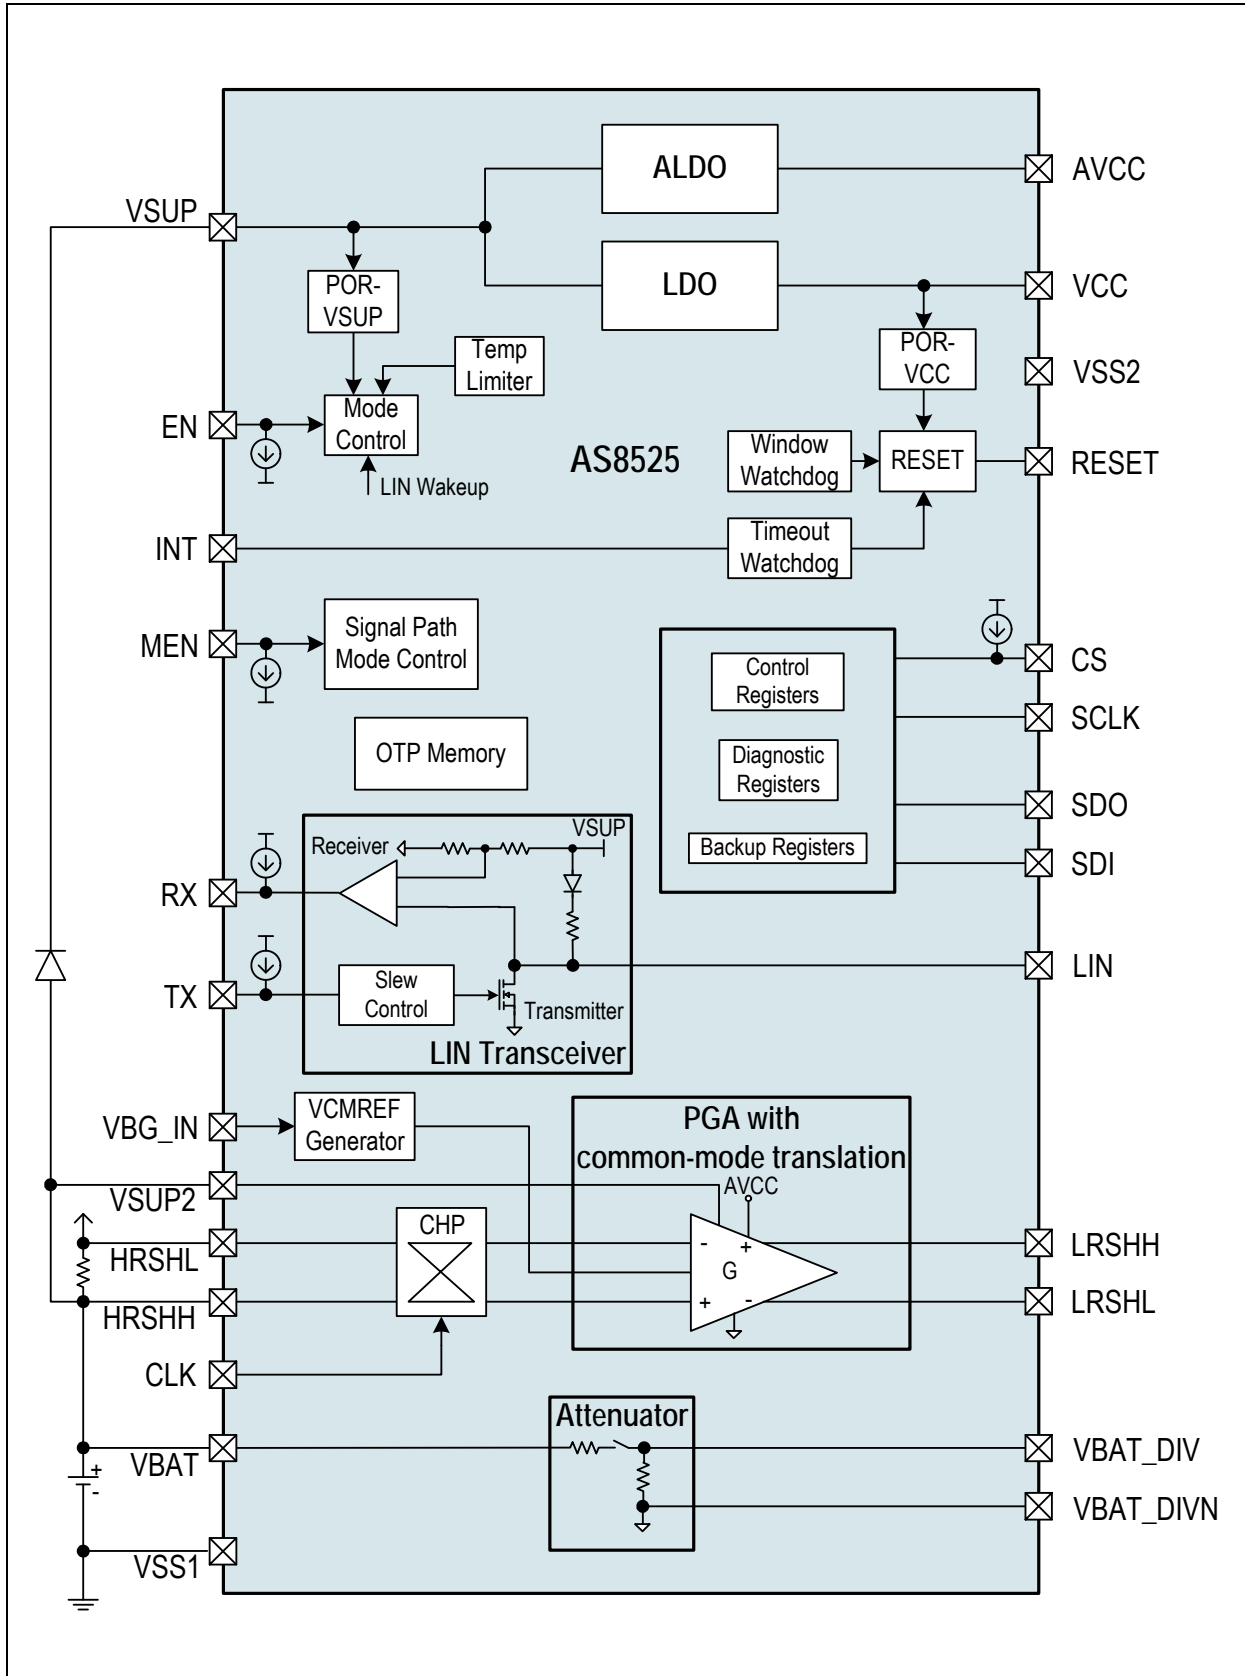 ALDO
AVCC
VSUP
LDO
VCC
POR-
VSUP
POR-
VCC
VSS2
Temp
Limiter
EN
Mode
Control
AS8525
Window
Watchdog
RESET
RESET
LIN Wakeup
INT
Timeout
Watchdog
MEN
Signal Path
Mode Control
CS
Control
Registers
SCLK
OTP Memory
Diagnostic
Registers
SDO
VSUP
Receiver
Backup Registers
SDI
RX
LIN
TX
Slew
Control
Transmitter
LIN Transceiver
VBG_IN
VCMREF
Generator
PGA with
common-mode translation
AVCC
VSUP2
CHP
HRSHL
- +
G
+ -
LRSHH
HRSHH
LRSHL
CLK
Attenuator
VBAT
VBAT_DIV
+
-
VBAT_DIVN
VSS1